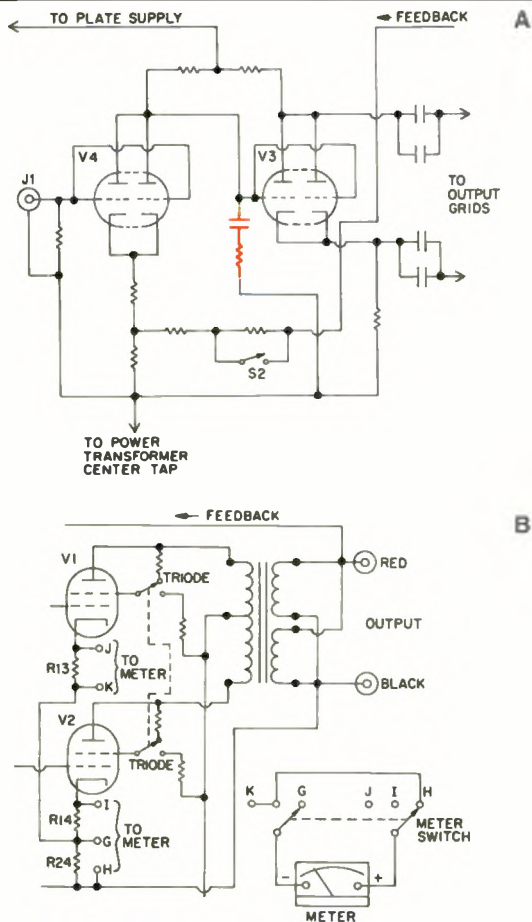 TO PLATE SUPPLY
FEEDBACK
A
V4
V3
J1
TO
OUTPUT
GRIDS
S2
TO POWER
TRANSFORMER
CENTER TAP
FEEDBACK
B
V1
TRIODE
RED
J
TO
METER
OUTPUT
R13
K
BLACK
V2
TRIODE
I
R14
TO
METER
G
R24
H
K
G
J
I
H
METER
SWITCH
-
+
METER